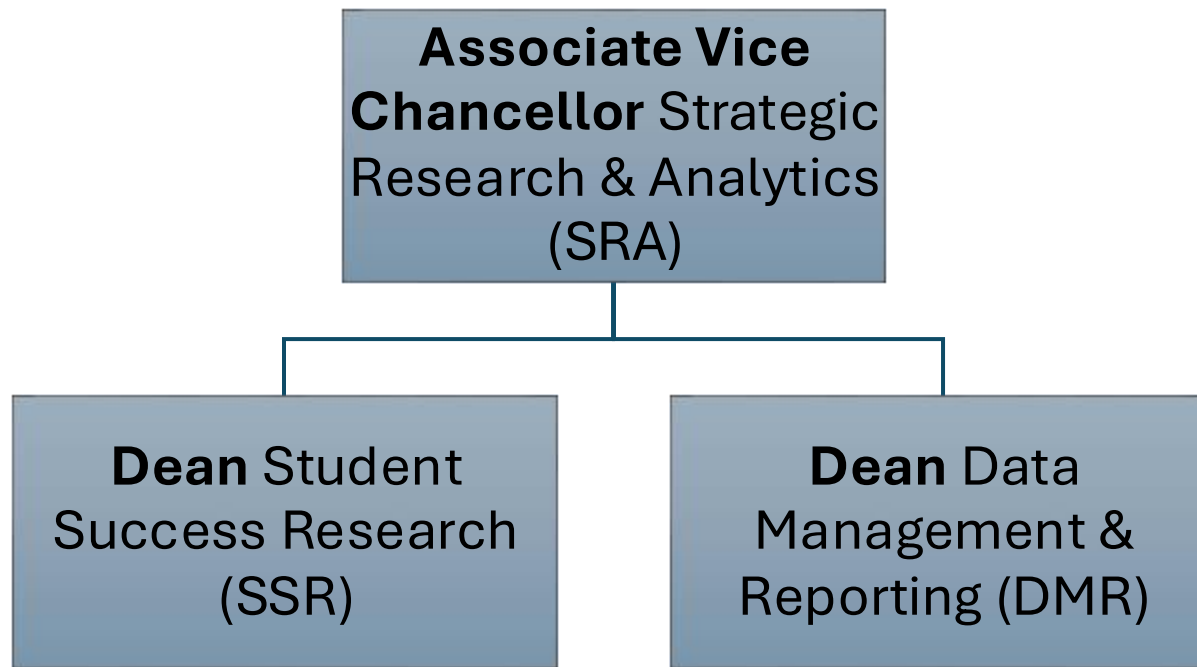 Associate Vice
Chancellor Strategic
Research & Analytics
(SRA)
Dean Student
Success Research
(SSR)
Dean Data
Management &
Reporting (DMR)